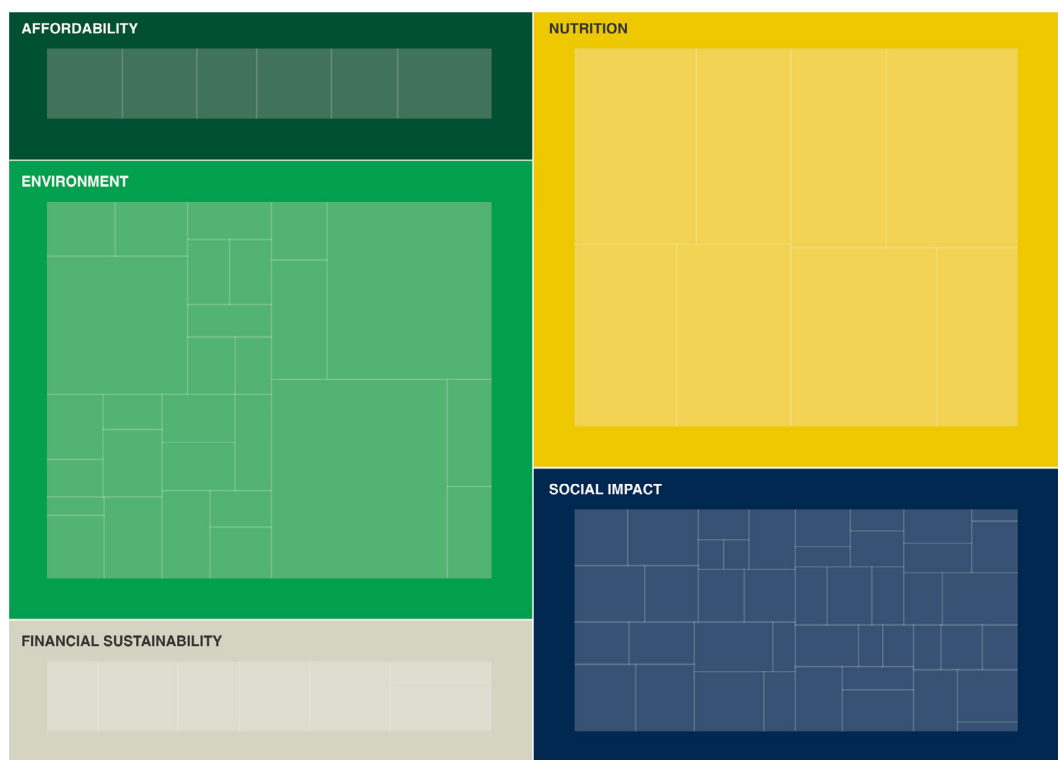 AFFORDABILITY
NUTRITION
ENVIRONMENT
SOCIAL IMPACT
FINANCIAL SUSTAINABILITY